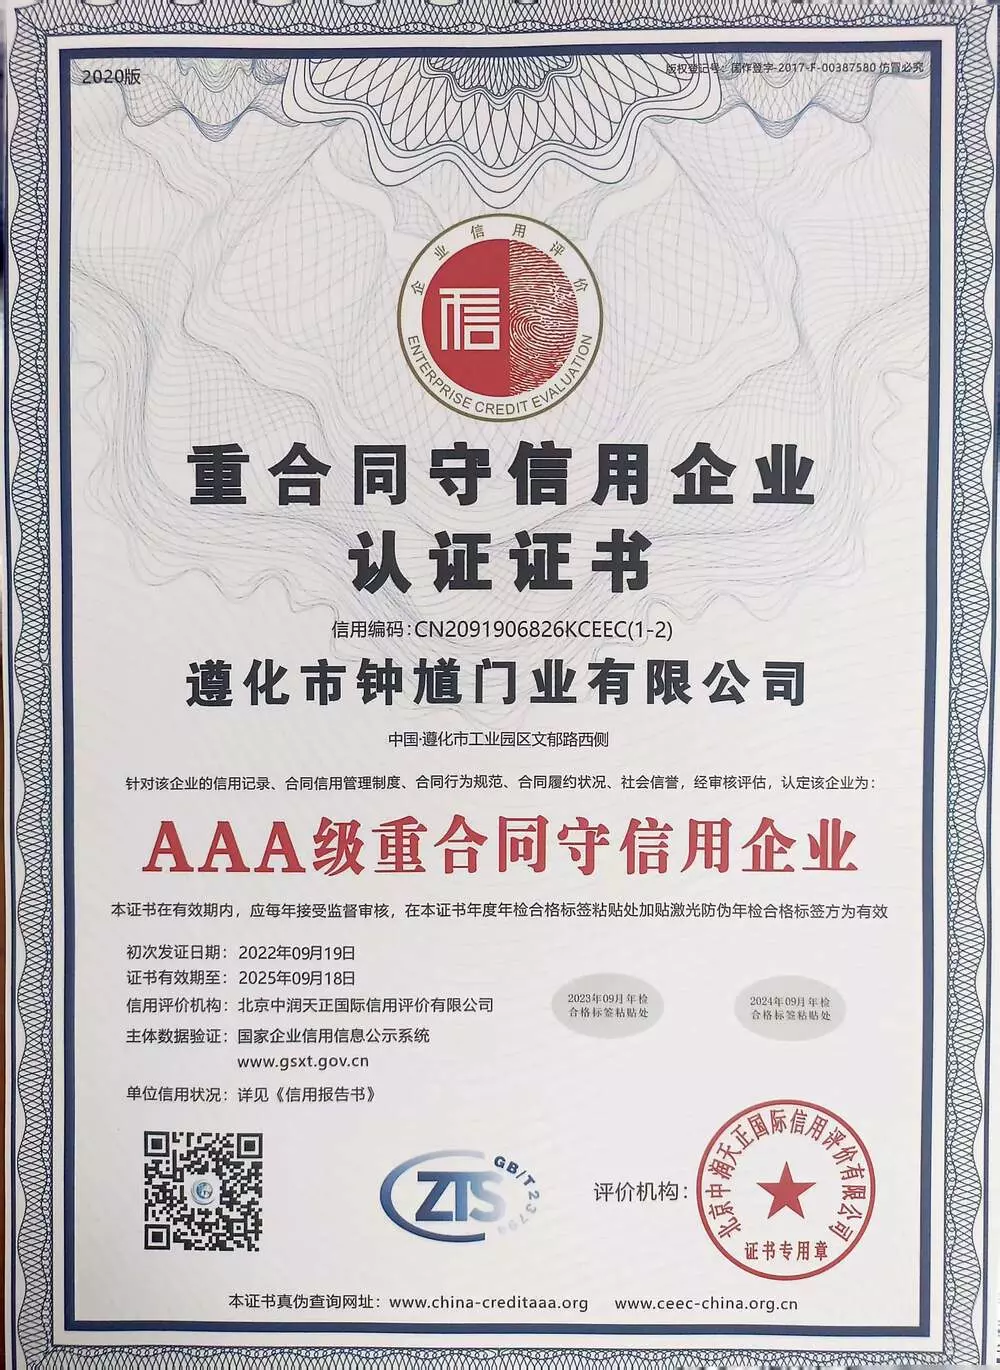 2020版
版权登记号：国作登字-2017-F-00387580 仿冒必究
企业信用评价
信
ENTERPRISE CREDIT EVALUATION
重合同守信用企业
认证证书
信用编码：CN2091906826KCEEC(1-2)
遵化市钟馗门业有限公司
中国·遵化市工业园区文郁路西侧
针对该企业的信用记录、合同信用管理制度、合同行为规范、合同履约状况、社会信誉，经审核评估，认定该企业为：
AAA级重合同守信用企业
本证书在有效期内，应每年接受监督审核，在本证书年度年检合格标签粘贴处加贴激光防伪年检合格标签方为有效
初次发证日期：2022年09月19日
证书有效期至：2025年09月18日
信用评价机构：北京中润天正国际信用评价有限公司
主体数据验证：国家企业信用信息公示系统
www.gsxt.gov.cn
单位信用状况：详见《信用报告书》
2023年09月年检
合格标签粘贴处
2024年09月年检
合格标签粘贴处
ZTS
GB/T 23794
评价机构：
北京中润天正国际信用评价有限公司
证书专用章
本证书真伪查询网址：www.china-creditaaa.org www.ceec-china.org.cn